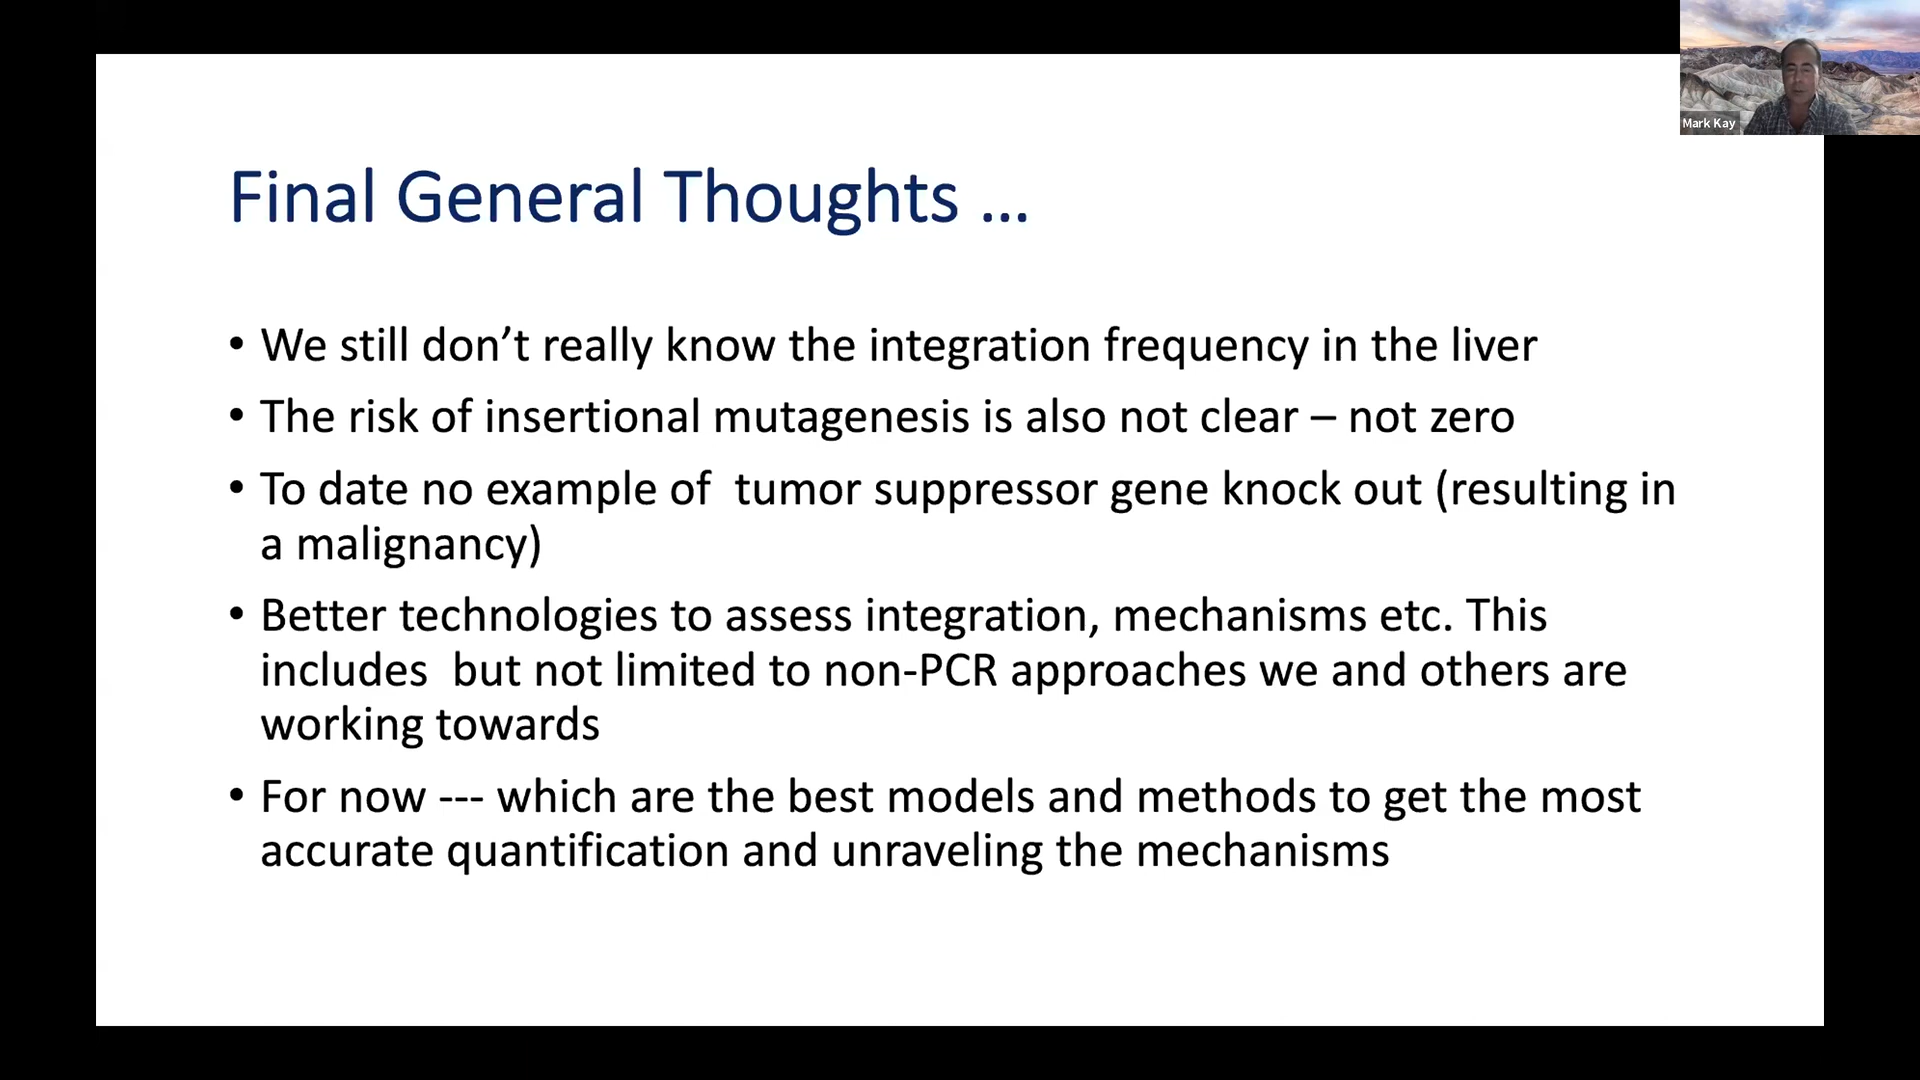 Mark Kay
Final General Thoughts ...
• We still don’t really know the integration frequency in the liver
• The risk of insertional mutagenesis is also not clear – not zero
• To date no example of  tumor suppressor gene knock out (resulting in
a malignancy)
• Better technologies to assess integration, mechanisms etc. This
includes  but not limited to non-PCR approaches we and others are
working towards
• For now --- which are the best models and methods to get the most
accurate quantification and unraveling the mechanisms